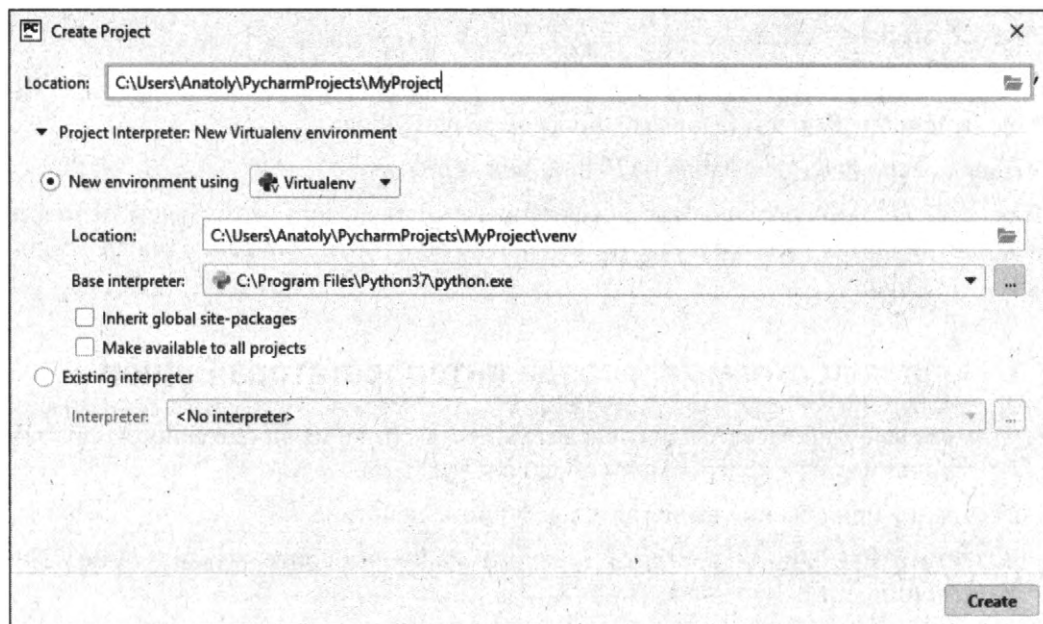 PC Create Project
Location: C:\Users\Anatoly\PycharmProjects\MyProject
Project Interpreter: New Virtualenv environment
New environment using Virtualenv
Location: C:\Users\Anatoly\PycharmProjects\MyProject\venv
Base interpreter: C:\Program Files\Python37\python.exe ...
Inherit global site-packages
Make available to all projects
Existing interpreter
Interpreter: <No interpreter> ...
Create